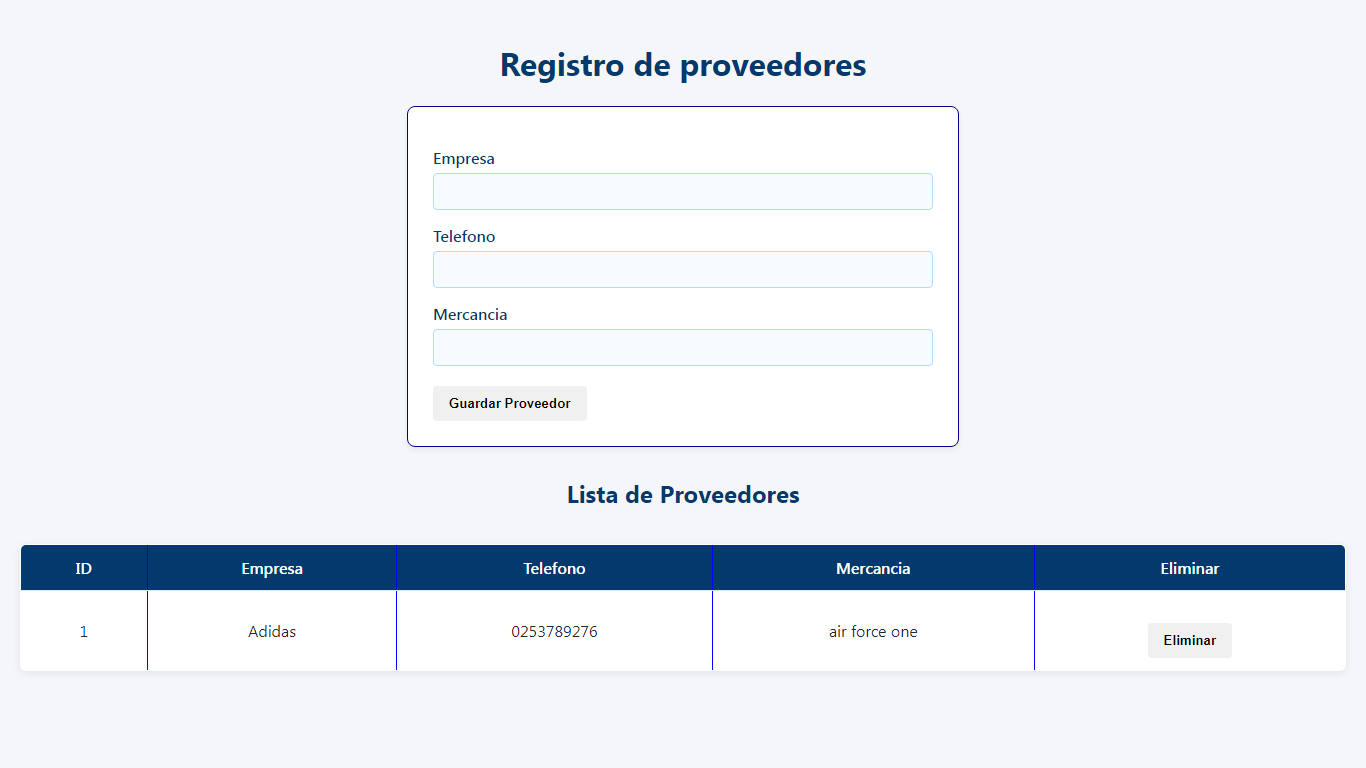 Registro de proveedores
Empresa
Telefono
Mercancia
Guardar Proveedor
Lista de Proveedores
ID Empresa Telefono Mercancia Eliminar
1 Adidas 0253789276 air force one Eliminar